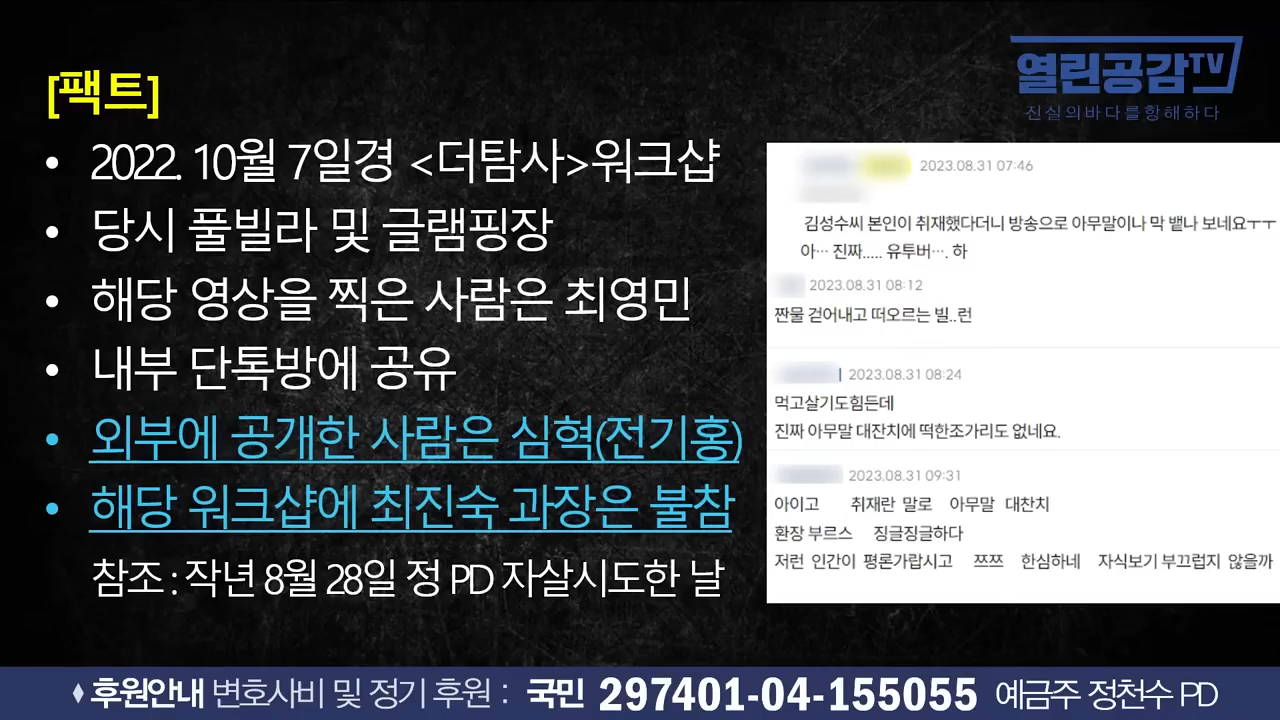 열린공감TV
진실의바다를항해하다
[팩트]
• 2022. 10월 7일경 <더탐사>워크샵
• 당시 풀빌라 및 글램핑장
• 해당 영상을 찍은 사람은 최영민
• 내부 단톡방에 공유
• 외부에 공개한 사람은 심혁(전기홍)
• 해당 워크샵에 최진숙 과장은 불참
참조 : 작년 8월 28일 정 PD 자살시도한 날
2023.08.31 07:46
김성수씨 본인이 취재했다더니 방송으로 아무말이나 막 뱉나 보네요ㅜㅜ
아… 진짜..... 유투버…. 하
2023.08.31 08:12
짠물 걷어내고 떠오르는 빌..런
2023.08.31 08:24
먹고살기도힘든데
진짜 아무말 대잔치에 떡한조가리도 없네요.
2023.08.31 09:31
아이고 취재란 말로 아무말 대잔치
환장 부르스 징글징글하다
저런 인간이 평론가랍시고 쯔쯔 한심하네 자식보기 부끄럽지 않을까
♦ 후원안내 변호사비 및 정기 후원 : 국민 297401-04-155055 예금주 정천수 PD